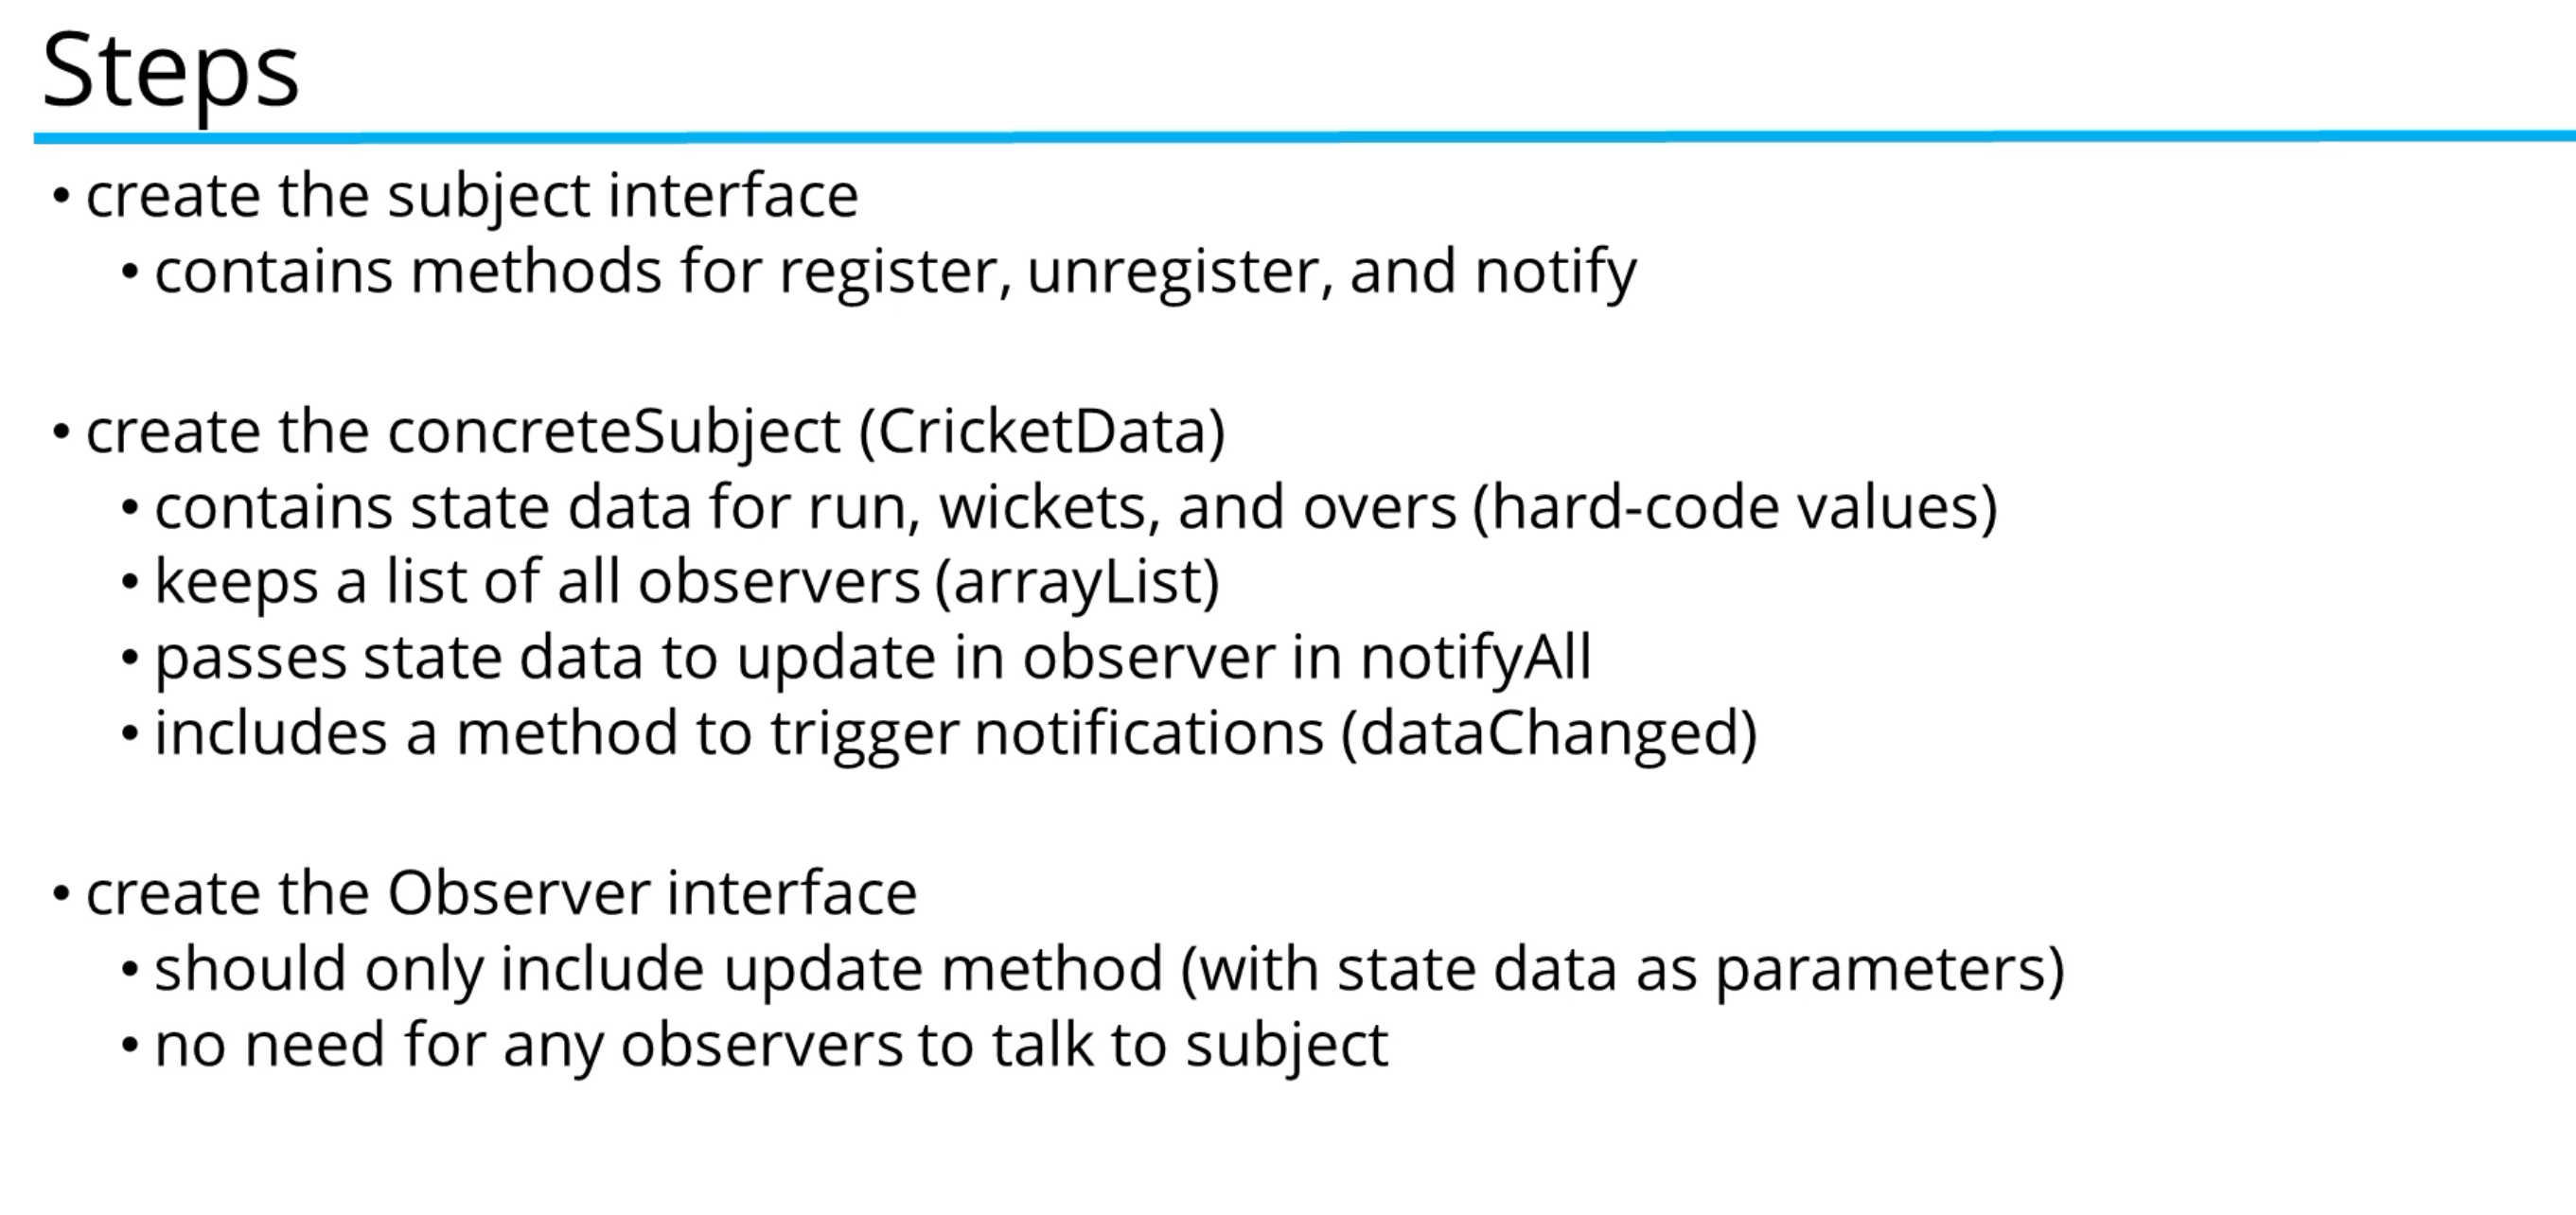 Steps
• create the subject interface
• contains methods for register, unregister, and notify
• create the concreteSubject (CricketData)
• contains state data for run, wickets, and overs (hard-code values)
• keeps a list of all observers (arrayList)
• passes state data to update in observer in notifyAll
• includes a method to trigger notifications (dataChanged)
• create the Observer interface
• should only include update method (with state data as parameters)
• no need for any observers to talk to subject